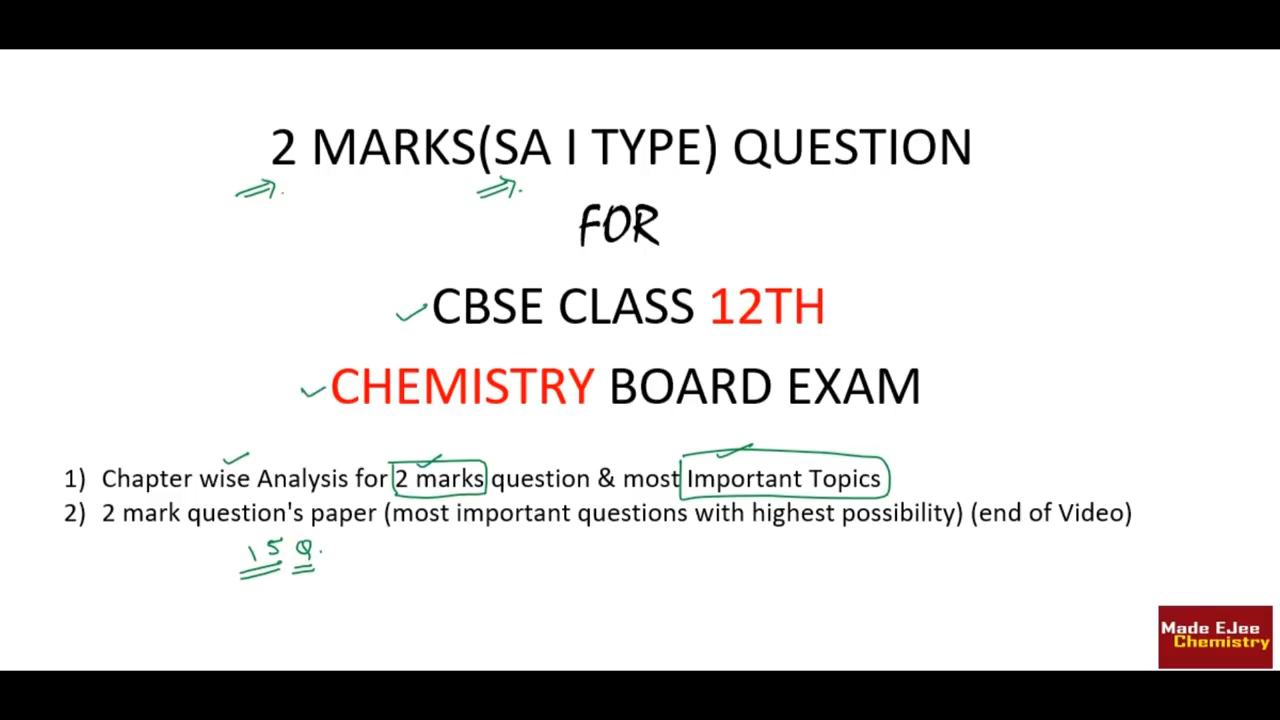 2 MARKS(SA I TYPE) QUESTION
FOR
CBSE CLASS 12TH
CHEMISTRY BOARD EXAM
1) Chapter wise Analysis for 2 marks question & most Important Topics
2) 2 mark question's paper (most important questions with highest possibility) (end of Video)
15 Q.
Made EJee
Chemistry